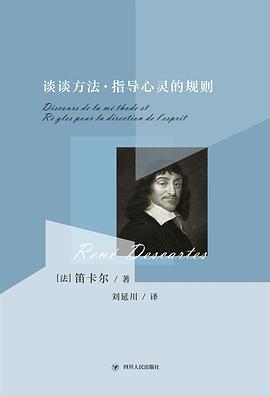 谈谈方法·指导心灵的规则
Discours de la méthode et
Règles pour la direction de l'esprit
René Descartes
[法] 笛卡尔 / 著
刘延川 / 译
四川人民出版社